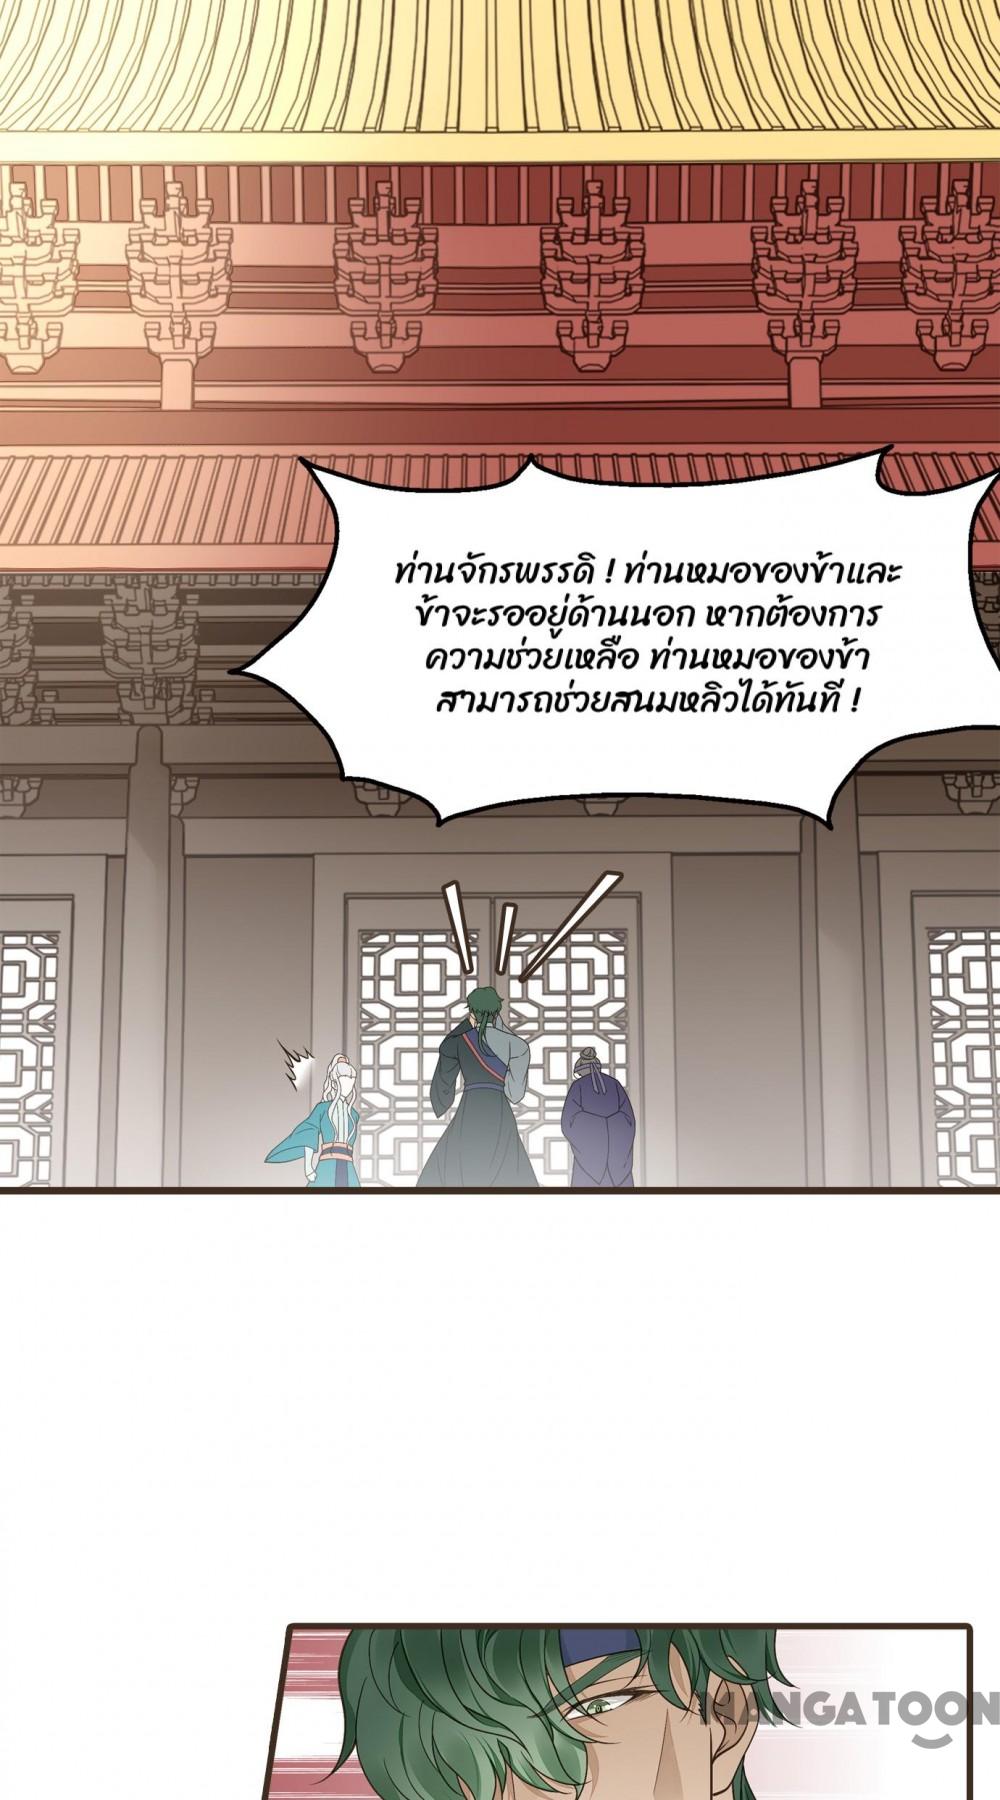 ท่านจักรพรรดิ ! ท่านหมอของข้าและ
ข้าจะรออยู่ด้านนอก หากต้องการ
ความช่วยเหลือ ท่านหมอของข้า
สามารถช่วยสนมหลิวได้ทันที !
MANGATOON